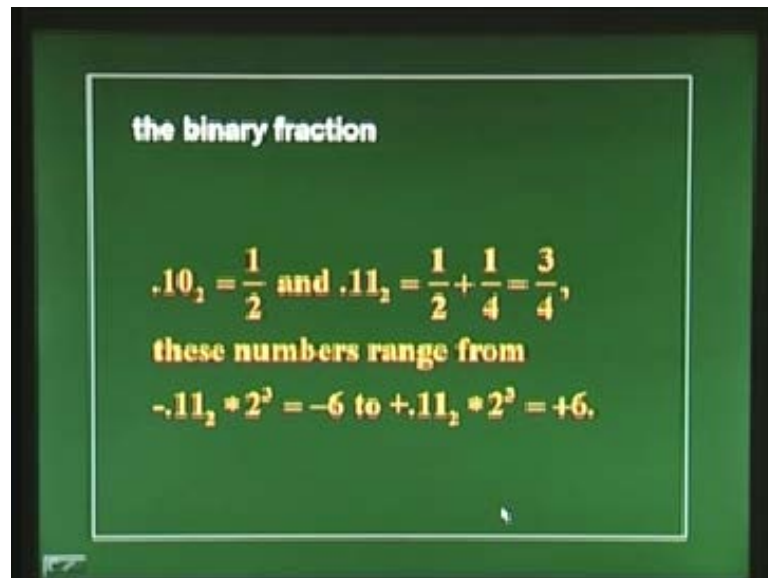 the binary fraction
.10₂ = 1/2 and .11₂ = 1/2 + 1/4 = 3/4,
these numbers range from
-.11₂ * 2³ = -6 to +.11₂ * 2³ = +6.